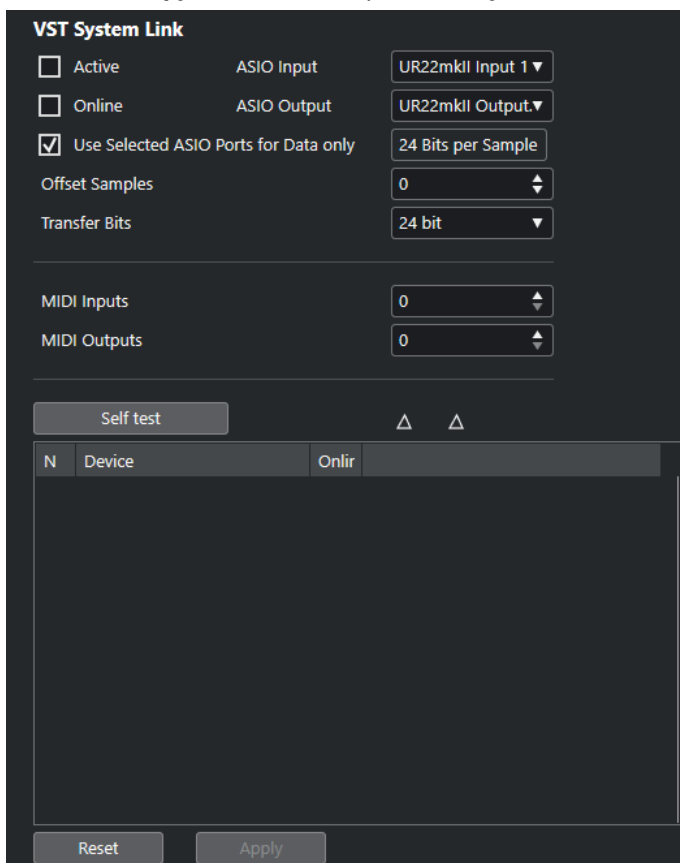 VST System Link
Active ASIO Input UR22mkII Input 1
Online ASIO Output UR22mkII Output.
Use Selected ASIO Ports for Data only 24 Bits per Sample
Offset Samples 0
Transfer Bits 24 bit
MIDI Inputs 0
MIDI Outputs 0
Self test
N Device Onlir
Reset Apply